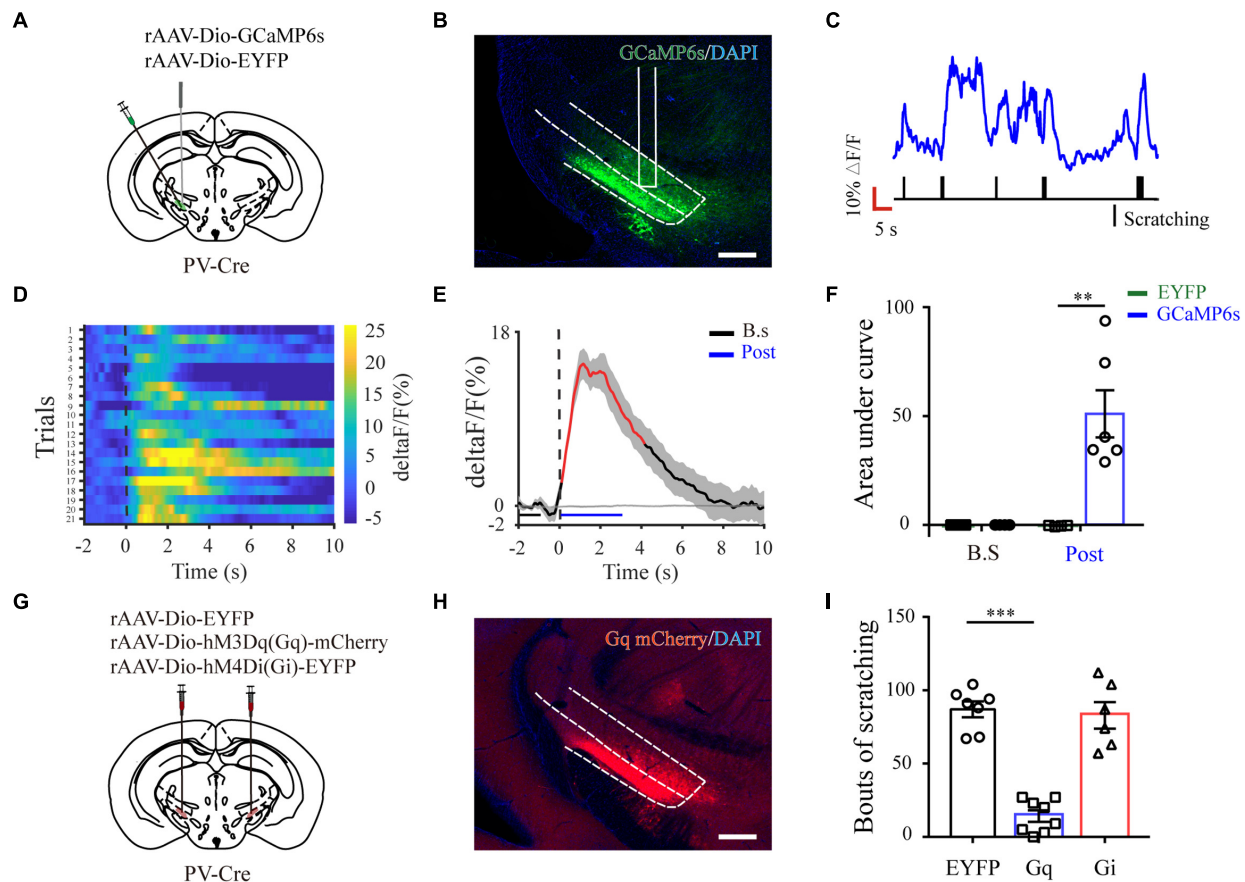 A
rAAV-Dio-GCaMP6s
rAAV-Dio-EYFP
PV-Cre
B
GCaMP6s/DAPI
C
10% △F/F
5 s
Scratching
D
Trials
1
2
3
4
5
6
7
8
9
10
11
12
13
14
15
16
17
18
19
20
21
-2 0 2 4 6 8 10
Time (s)
25
20
15
10
5
0
-5
deltaF/F(%)
E
18
0
-2
deltaF/F(%)
B.s
Post
-2 0 2 4 6 8 10
Time (s)
F
EYFP
GCaMP6s
**
100
50
0
Area under curve
B.S Post
G
rAAV-Dio-EYFP
rAAV-Dio-hM3Dq(Gq)-mCherry
rAAV-Dio-hM4Di(Gi)-EYFP
PV-Cre
H
Gq mCherry/DAPI
I
150
100
50
0
Bouts of scratching
***
EYFP Gq Gi